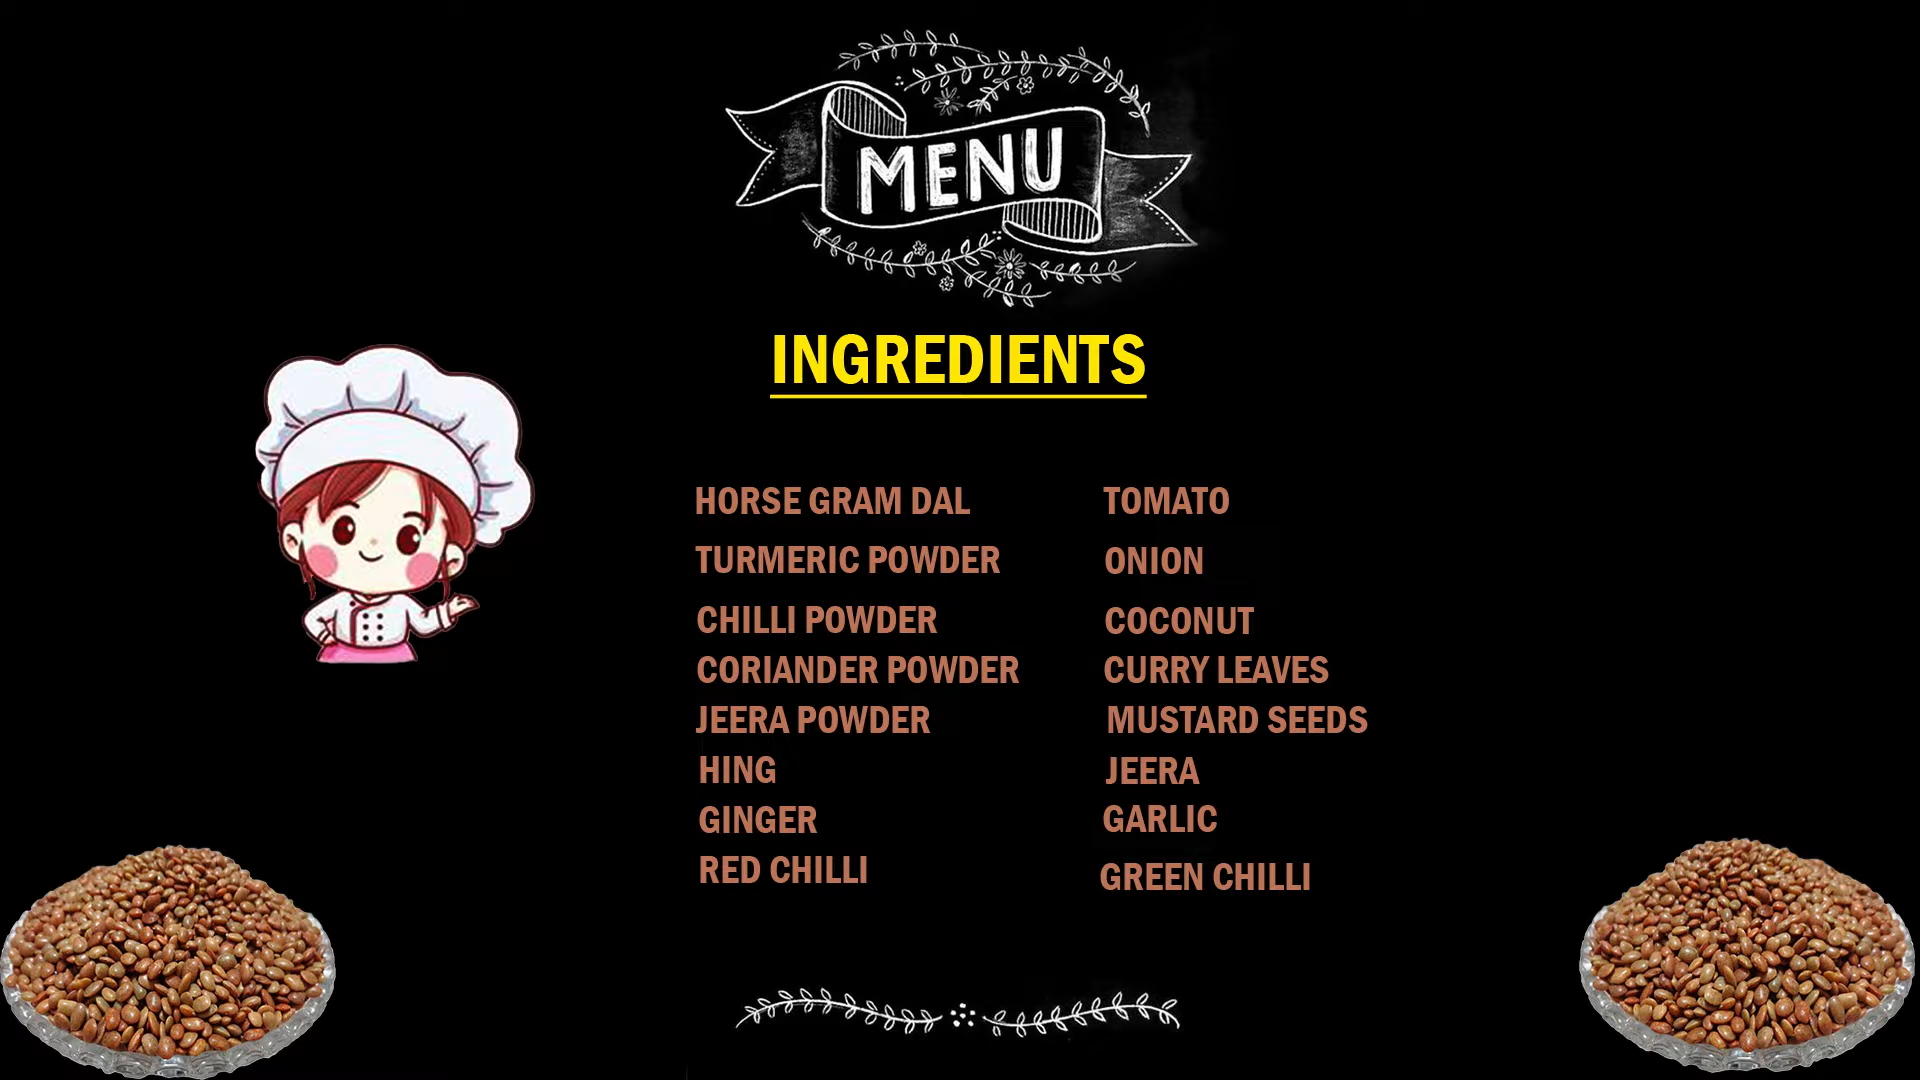 MENU
INGREDIENTS
HORSE GRAM DAL
TURMERIC POWDER
CHILLI POWDER
CORIANDER POWDER
JEERA POWDER
HING
GINGER
RED CHILLI
TOMATO
ONION
COCONUT
CURRY LEAVES
MUSTARD SEEDS
JEERA
GARLIC
GREEN CHILLI